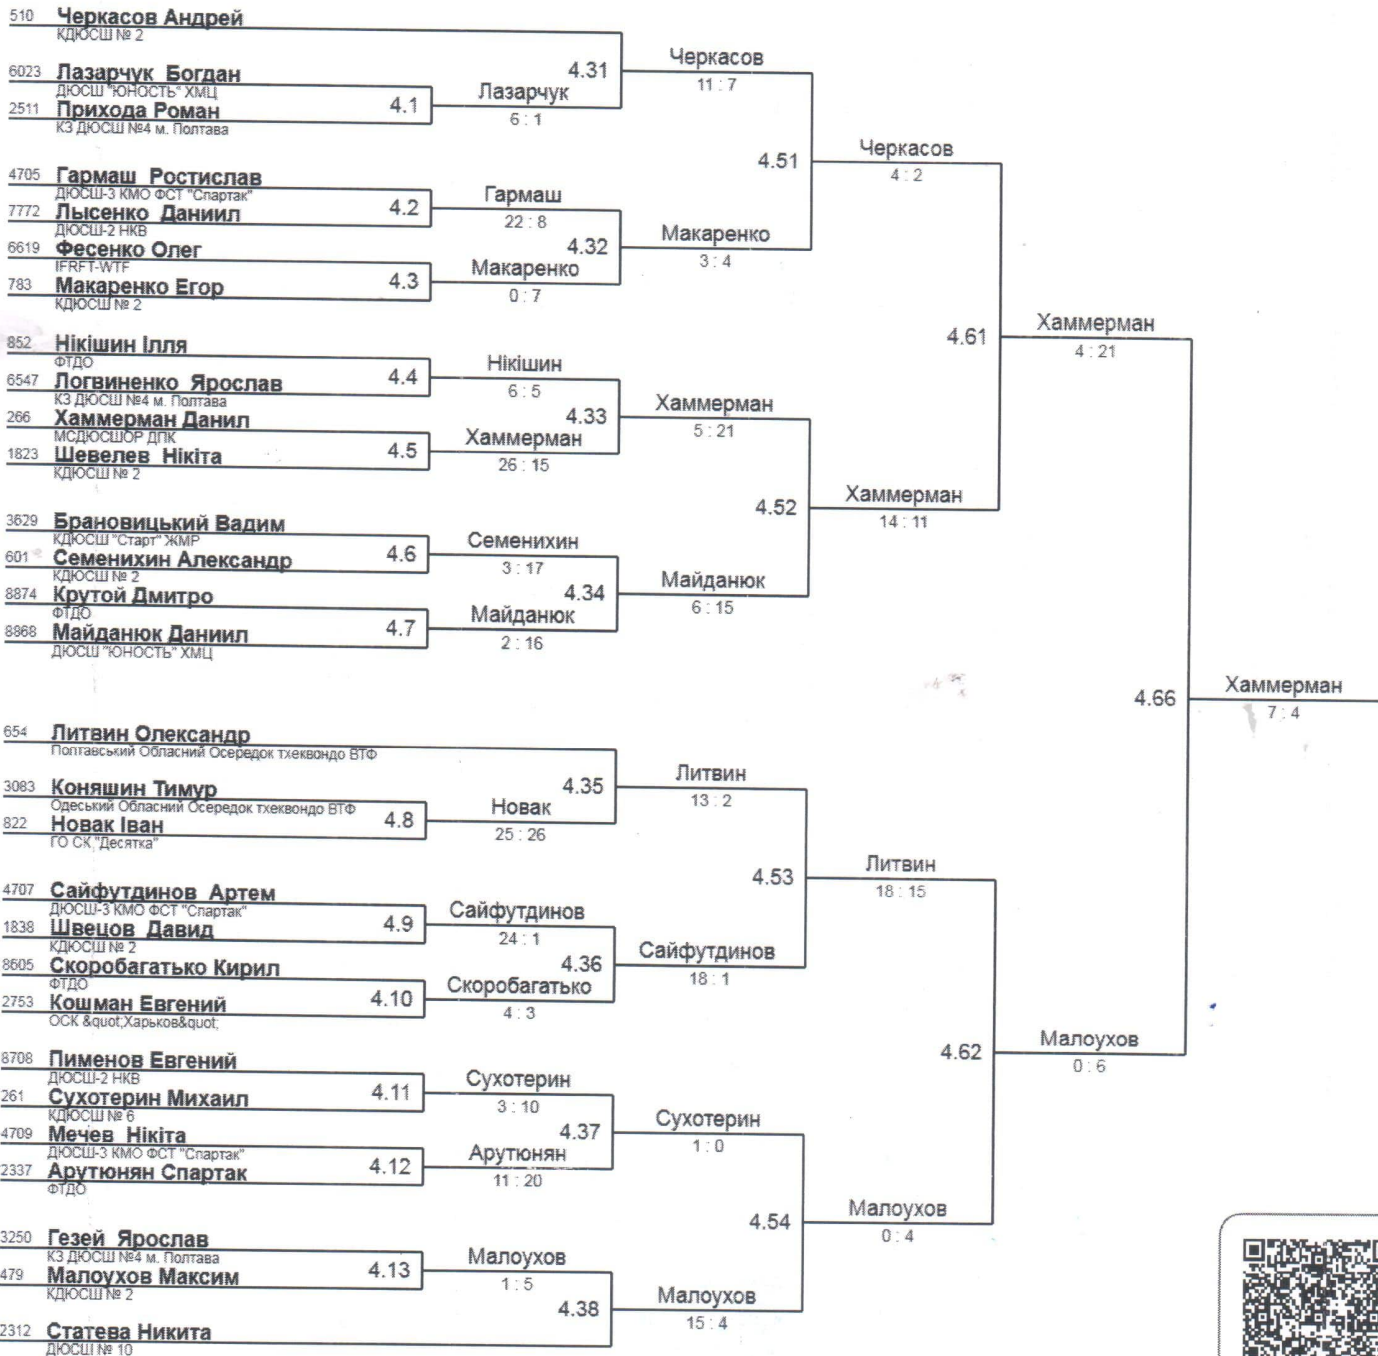 510 Черкасов Андрей
КДЮСШ № 2
4.31
Черкасов
11 : 7
6023 Лазарчук Богдан
ДЮСШ "ЮНОСТЬ" ХМЦ
4.1
Лазарчук
6 : 1
2511 Прихода Роман
КЗ ДЮСШ №4 м. Полтава
4.51
Черкасов
4 : 2
4705 Гармаш Ростислав
ДЮСШ-3 КМО ФСТ "Спартак"
4.2
Гармаш
22 : 8
7772 Лысенко Даниил
ДЮСШ-2 НКВ
4.32
Макаренко
3 : 4
6619 Фесенко Олег
IFRFT-WTF
4.3
Макаренко
0 : 7
783 Макаренко Егор
КДЮСШ № 2
4.61
Хаммерман
4 : 21
852 Нікішин Ілля
ФТДО
4.4
Нікішин
6 : 5
6547 Логвиненко Ярослав
КЗ ДЮСШ №4 м. Полтава
4.33
Хаммерман
5 : 21
266 Хаммерман Данил
МСДЮСШОР ДПК
4.5
Хаммерман
26 : 15
1823 Шевелев Нікіта
КДЮСШ № 2
4.52
Хаммерман
14 : 11
3629 Брановицький Вадим
КДЮСШ "Старт" ЖМР
4.6
Семенихин
3 : 17
601 Семенихин Александр
КДЮСШ № 2
4.34
Майданюк
6 : 15
8874 Крутой Дмитро
ФТДО
4.7
Майданюк
2 : 16
8868 Майданюк Даниил
ДЮСШ "ЮНОСТЬ" ХМЦ
4.66
Хаммерман
7 : 4
654 Литвин Олександр
Полтавський Обласний Осередок тхеквондо ВТФ
4.35
Литвин
13 : 2
3083 Коняшин Тимур
Одеський Обласний Осередок тхеквондо ВТФ
4.8
Новак
25 : 26
822 Новак Іван
ГО СК "Десятка"
4.53
Литвин
18 : 15
4707 Сайфутдинов Артем
ДЮСШ-3 КМО ФСТ "Спартак"
4.9
Сайфутдинов
24 : 1
1838 Швецов Давид
КДЮСШ № 2
4.36
Сайфутдинов
18 : 1
8605 Скоробагатько Кирил
ФТДО
4.10
Скоробагатько
4 : 3
2753 Кошман Евгений
ОСК &quot;Харьков&quot;
4.62
Малоухов
0 : 6
8708 Пименов Евгений
ДЮСШ-2 НКВ
4.11
Сухотерин
3 : 10
261 Сухотерин Михаил
КДЮСШ № 6
4.37
Сухотерин
1 : 0
4709 Мечев Нікіта
ДЮСШ-3 КМО ФСТ "Спартак"
4.12
Арутюнян
11 : 20
2337 Арутюнян Спартак
ФТДО
4.54
Малоухов
0 : 4
3250 Гезей Ярослав
КЗ ДЮСШ №4 м. Полтава
4.13
Малоухов
1 : 5
479 Малоухов Максим
КДЮСШ № 2
4.38
Малоухов
15 : 4
2312 Статева Никита
ДЮСШ № 10